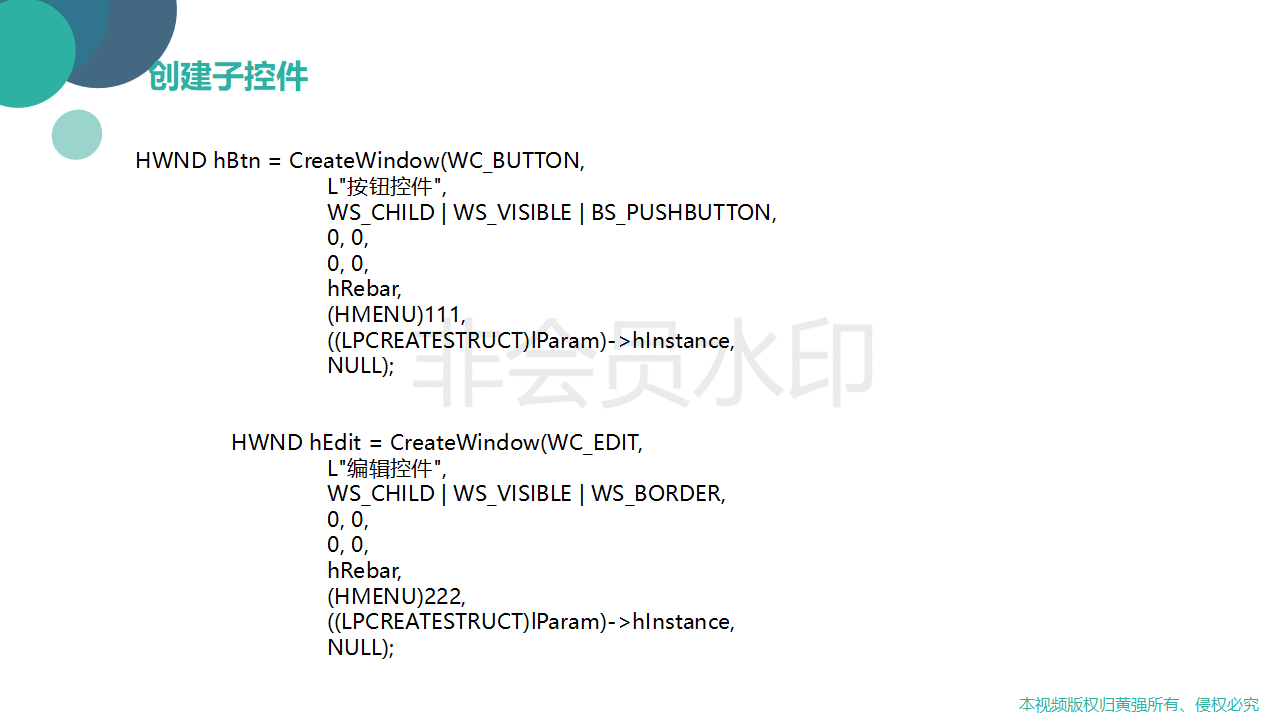 创建子控件
HWND hBtn = CreateWindow(WC_BUTTON,
L"按钮控件",
WS_CHILD | WS_VISIBLE | BS_PUSHBUTTON,
0, 0,
0, 0,
hRebar,
(HMENU)111,
((LPCREATESTRUCT)lParam)->hInstance,
NULL);
非会员水印
HWND hEdit = CreateWindow(WC_EDIT,
L"编辑控件",
WS_CHILD | WS_VISIBLE | WS_BORDER,
0, 0,
0, 0,
hRebar,
(HMENU)222,
((LPCREATESTRUCT)lParam)->hInstance,
NULL);
本视频版权归黄强所有、侵权必究